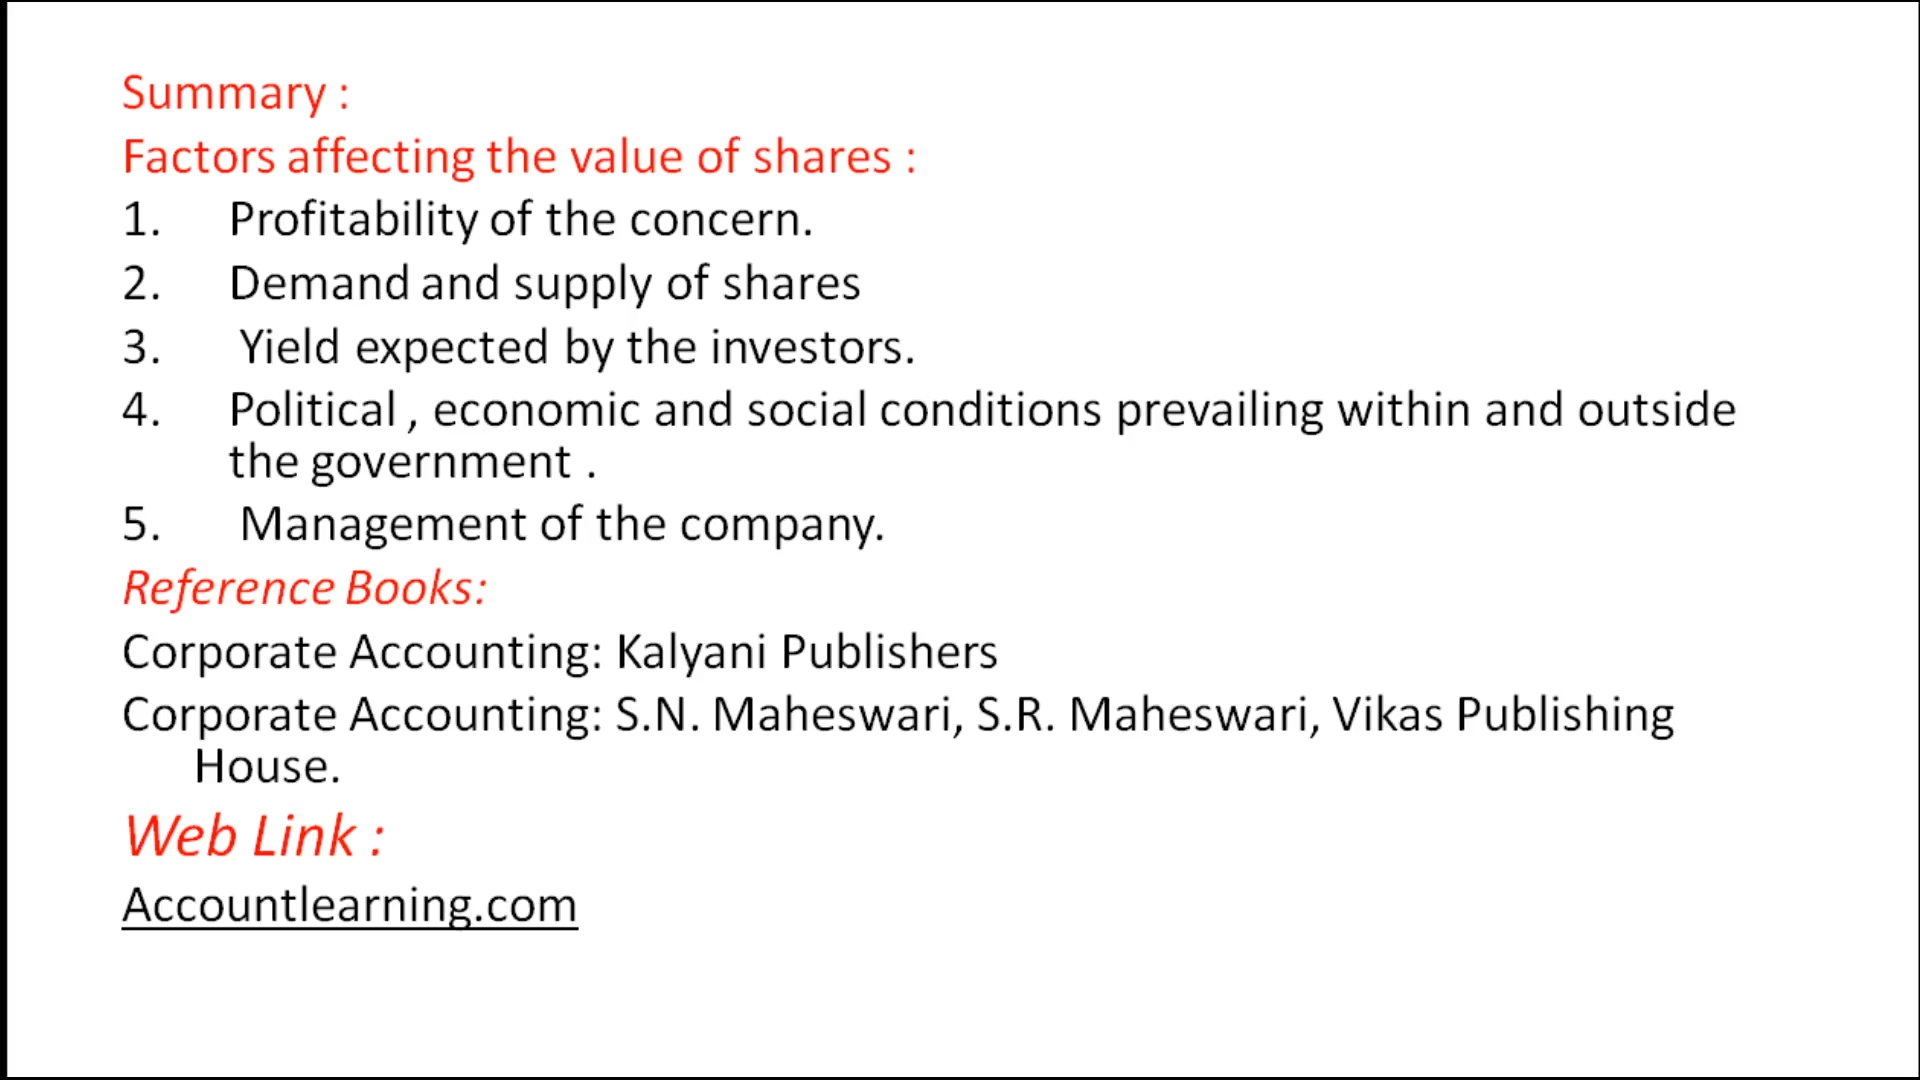 Summary :
Factors affecting the value of shares :
1. Profitability of the concern.
2. Demand and supply of shares
3. Yield expected by the investors.
4. Political , economic and social conditions prevailing within and outside
the government .
5. Management of the company.
Reference Books:
Corporate Accounting: Kalyani Publishers
Corporate Accounting: S.N. Maheswari, S.R. Maheswari, Vikas Publishing
House.
Web Link :
Accountlearning.com